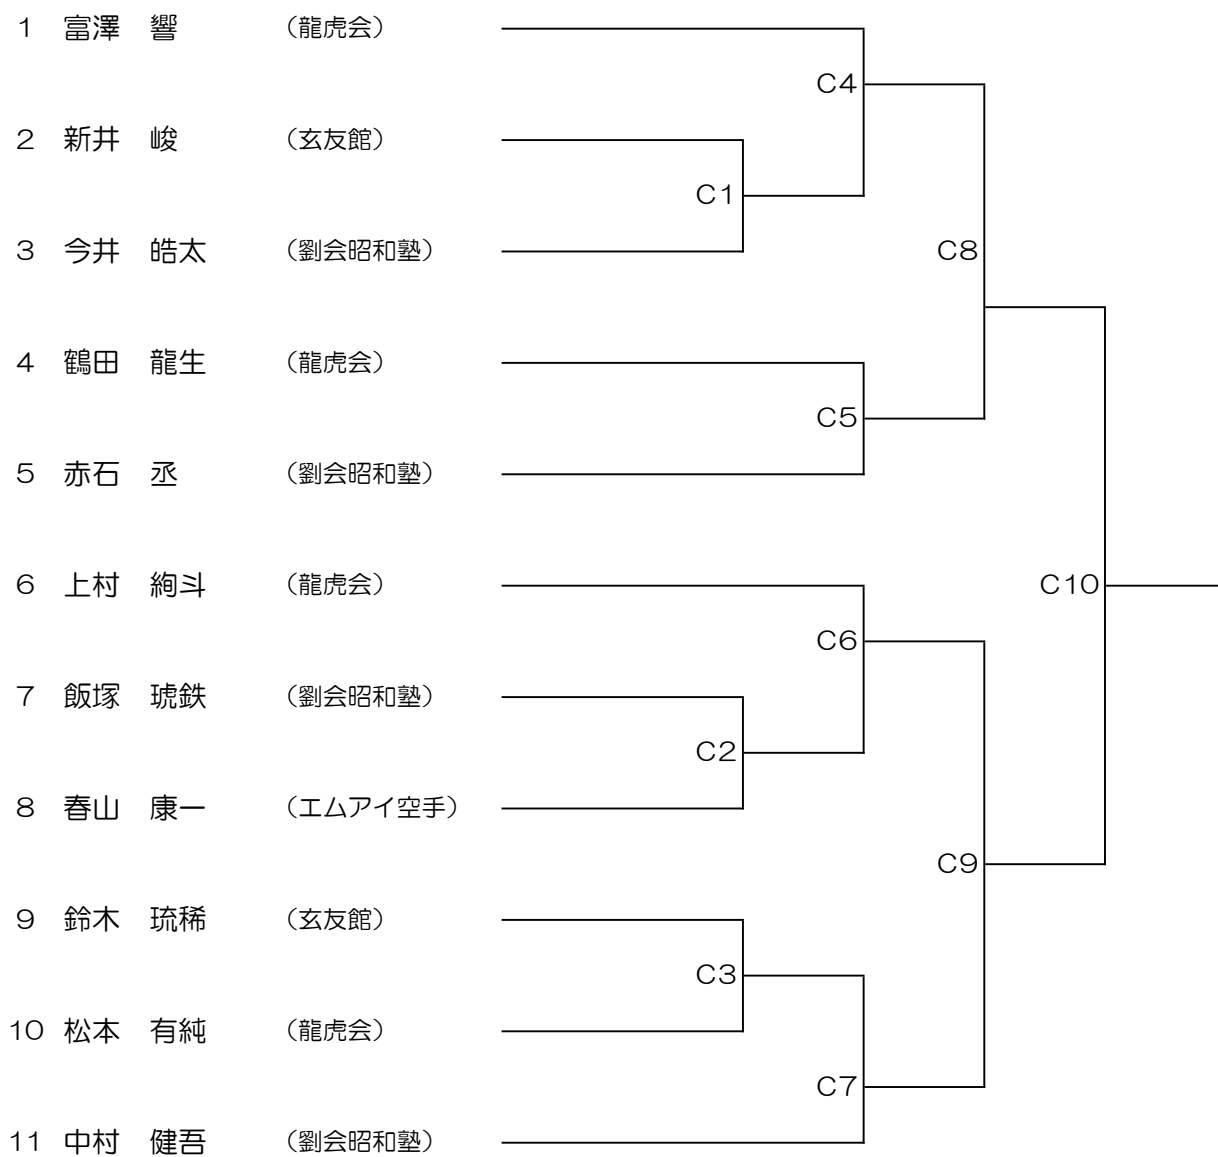 1 富澤 響 （龍虎会）
C4
2 新井 峻 （玄友館）
C1
3 今井 皓太 （劉会昭和塾） C8
4 鶴田 龍生 （龍虎会）
C5
5 赤石 丞 （劉会昭和塾）
6 上村 絢斗 （龍虎会） C10
C6
7 飯塚 琥鉄 （劉会昭和塾）
C2
8 春山 康一 （エムアイ空手）
C9
9 鈴木 琉稀 （玄友館）
C3
10 松本 有純 （龍虎会）
C7
11 中村 健吾 （劉会昭和塾）